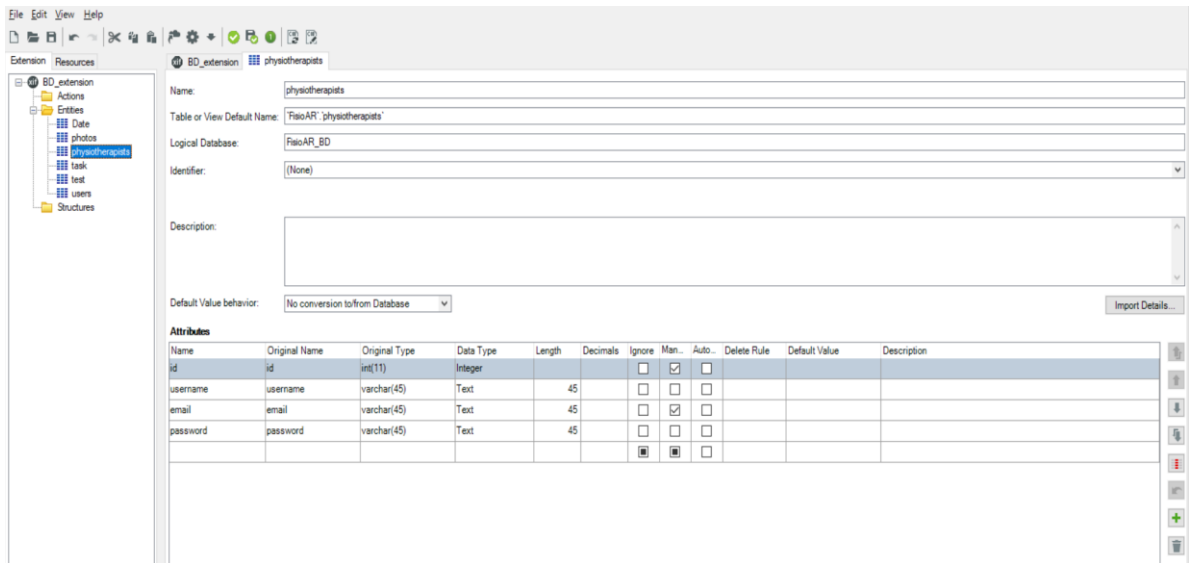 File Edit View Help
Extension Resources
BD_extension
Actions
Entities
Date
photos
physiotherapists
task
test
users
Structures
BD_extension physiotherapists
Name: physiotherapists
Table or View Default Name: 'FisioAR'.'physiotherapists'
Logical Database: FisioAR_BD
Identifier: (None)
Description:
Default Value behavior: No conversion to/from Database Import Details...
Attributes
Name Original Name Original Type Data Type Length Decimals Ignore Man... Auto... Delete Rule Default Value Description
id id int(11) Integer
username username varchar(45) Text 45
email email varchar(45) Text 45
password password varchar(45) Text 45